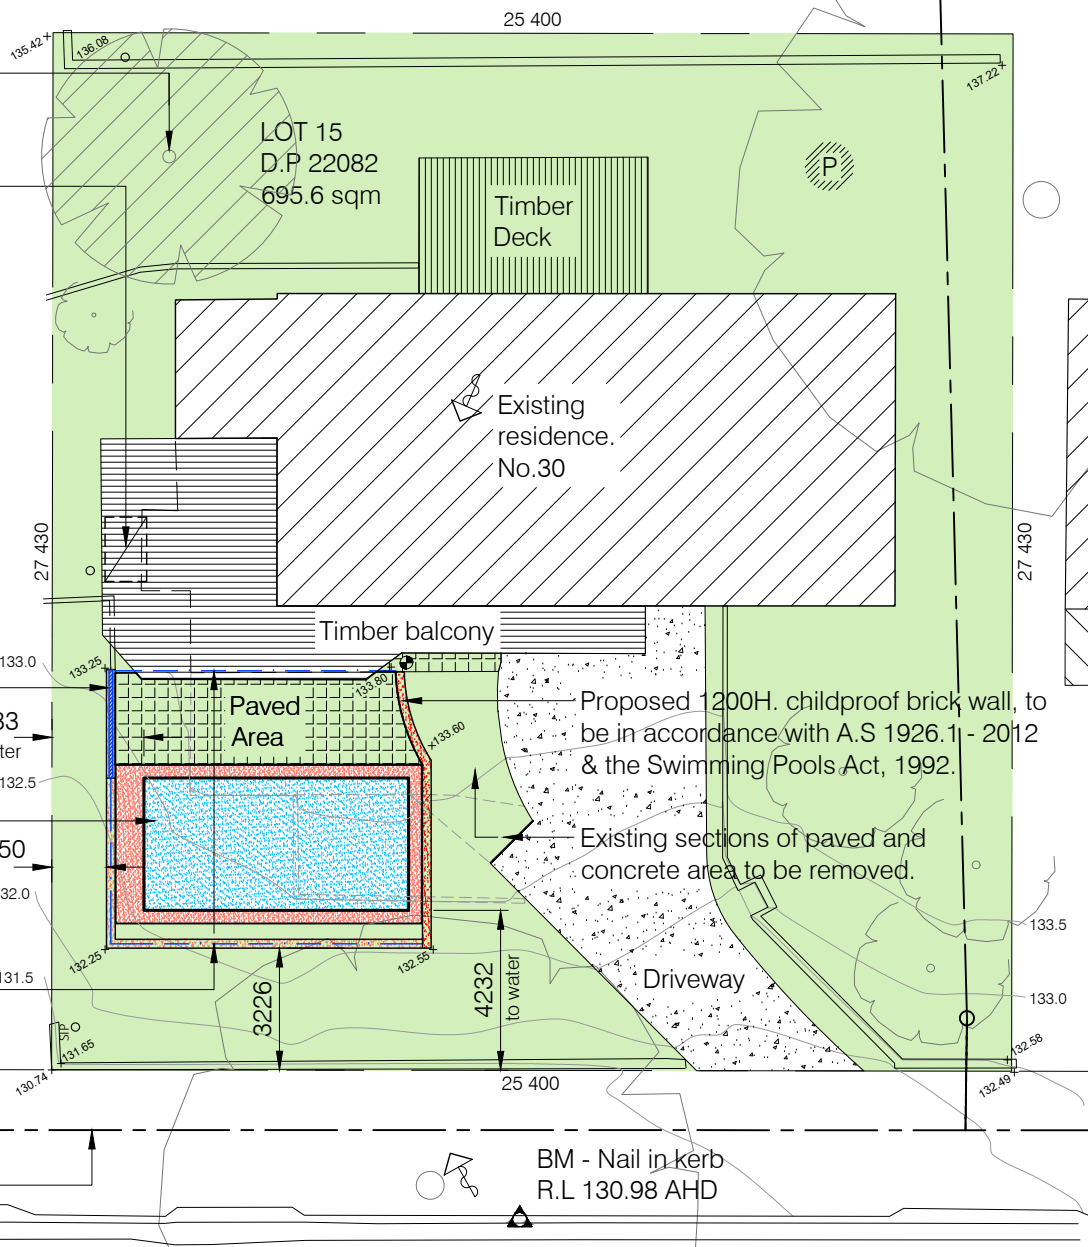 25 400
135.42
136.08
137.22
LOT 15
D.P 22082
695.6 sqm
P
Timber
Deck
Existing
residence.
No.30
27 430
27 430
Timber balcony
133.0
133.25
133.80
Paved
Area
133.60
Proposed 1200H. childproof brick wall, to
be in accordance with A.S 1926.1 - 2012
& the Swimming Pools Act, 1992.
33
ter
132.5
Existing sections of paved and
concrete area to be removed.
50
32.0
133.5
132.25
132.55
131.5
Driveway
133.0
3226
4232
to water
STP
131.65
132.58
130.74
132.49
25 400
BM - Nail in kerb
R.L 130.98 AHD